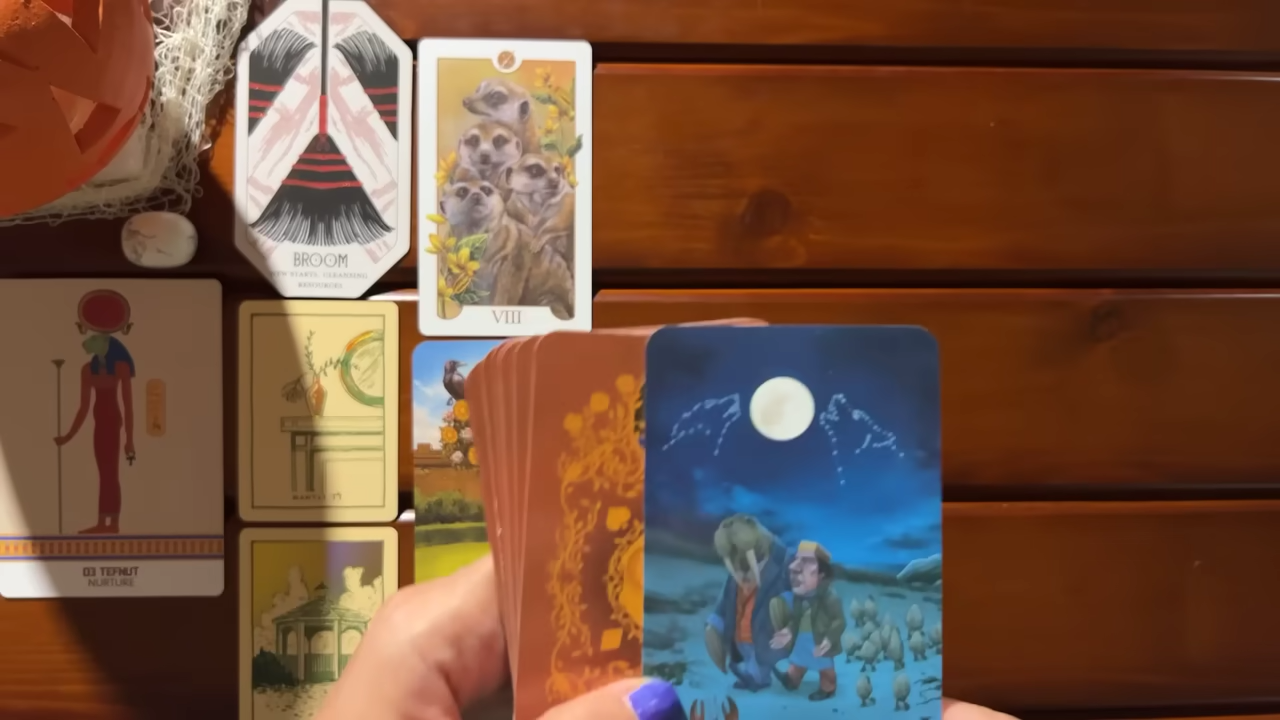 BROOM
NEW STARTS, CLEANSING,
RESOURCES
VIII
03 TEFNUT
NURTURE